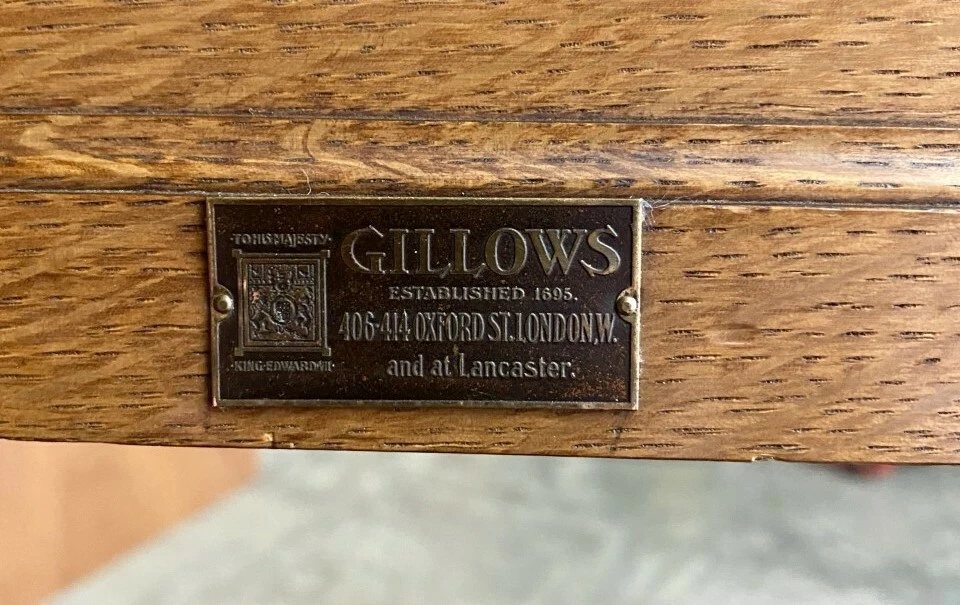 ·TO HIS MAJESTY·
·KING·EDWARD VII·
GILLOWS
ESTABLISHED 1695.
406-414 OXFORD ST. LONDON, W.
and at Lancaster.